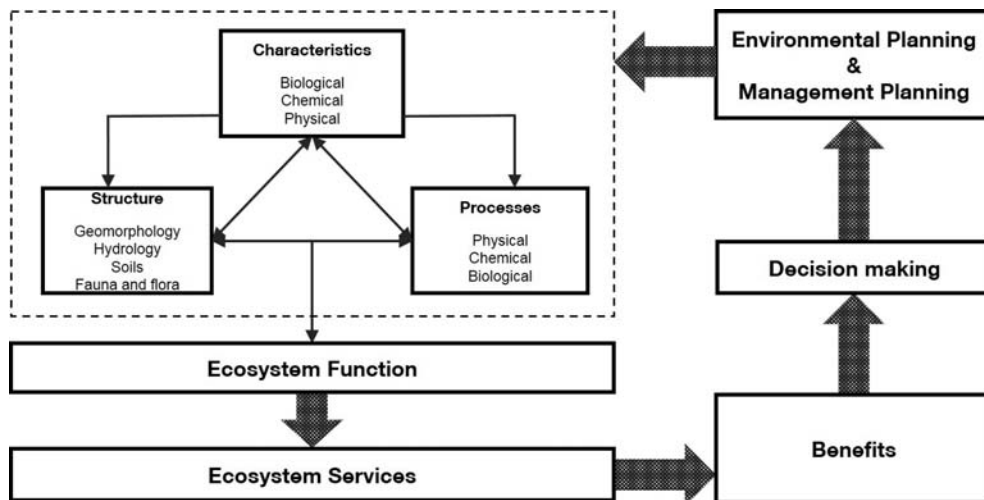 Characteristics
Biological
Chemical
Physical
Structure
Geomorphology
Hydrology
Soils
Fauna and flora
Processes
Physical
Chemical
Biological
Ecosystem Function
Ecosystem Services
Environmental Planning
&
Management Planning
Decision making
Benefits